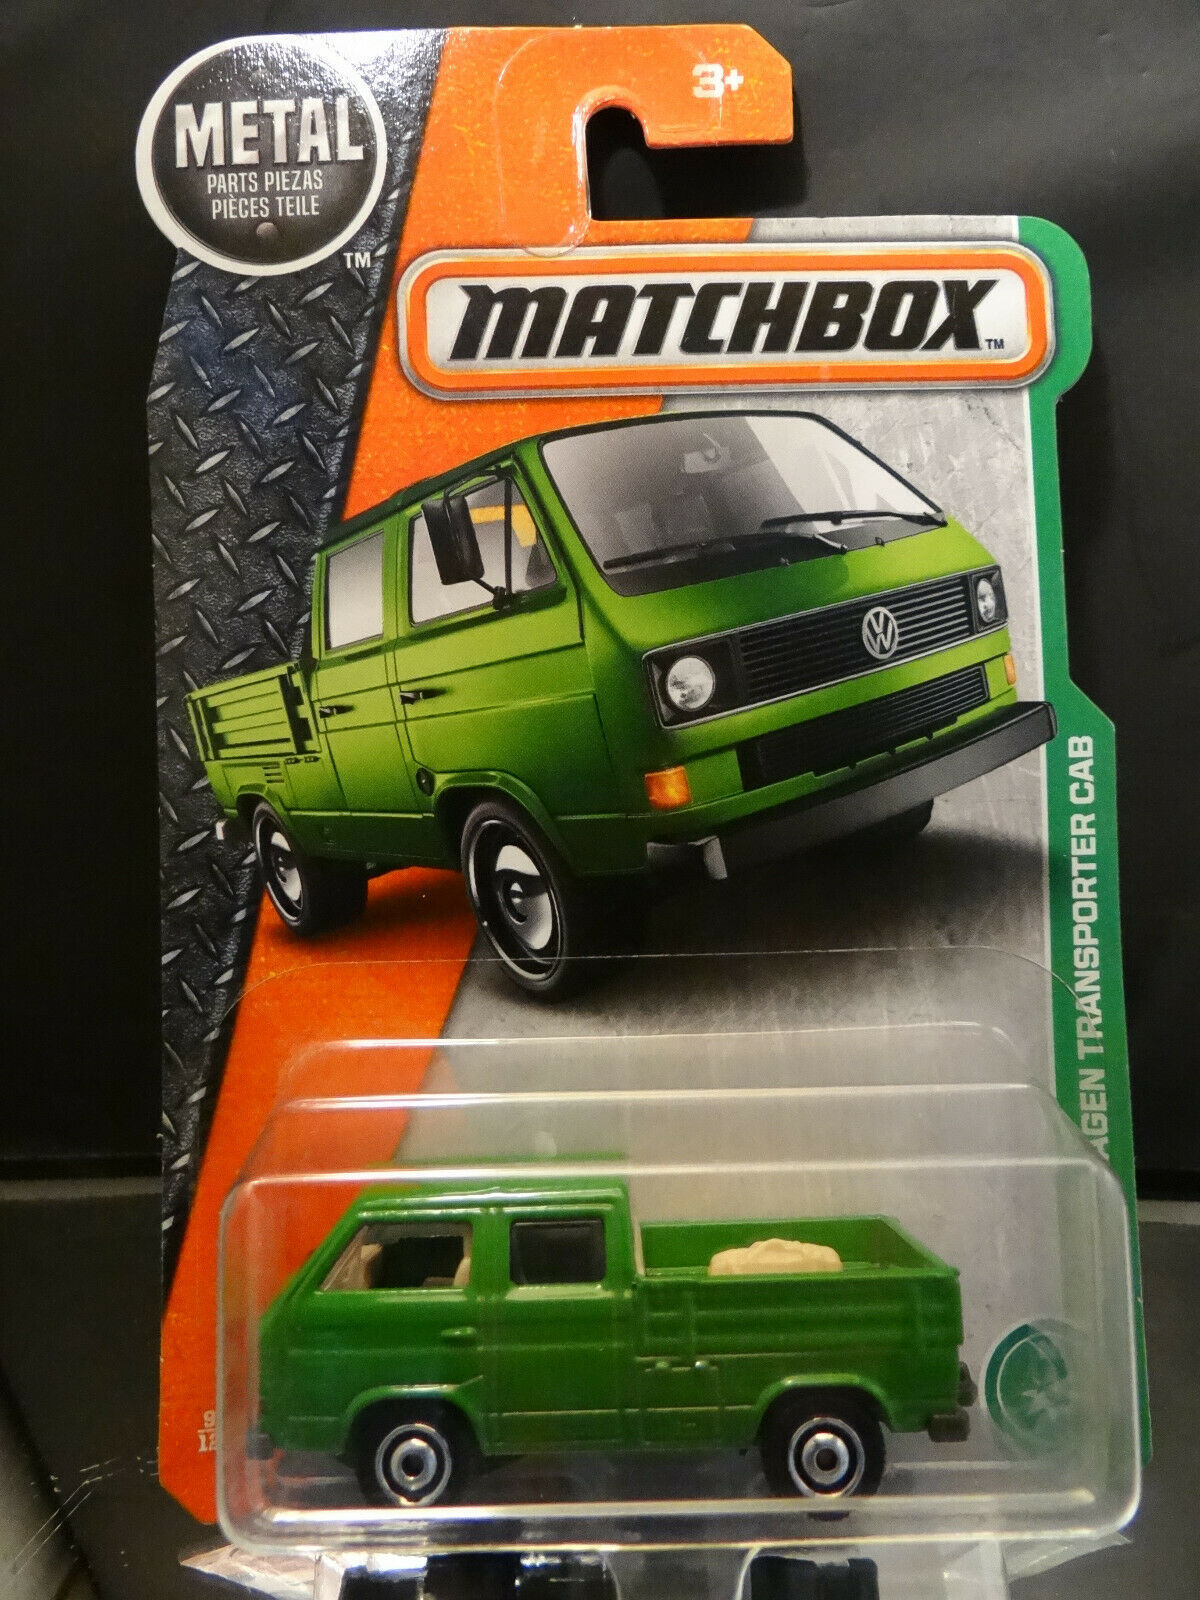 3+
METAL
PARTS PIEZAS
PIÈCES TEILE
TM
MATCHBOX TM
AGEN TRANSPORTER CAB